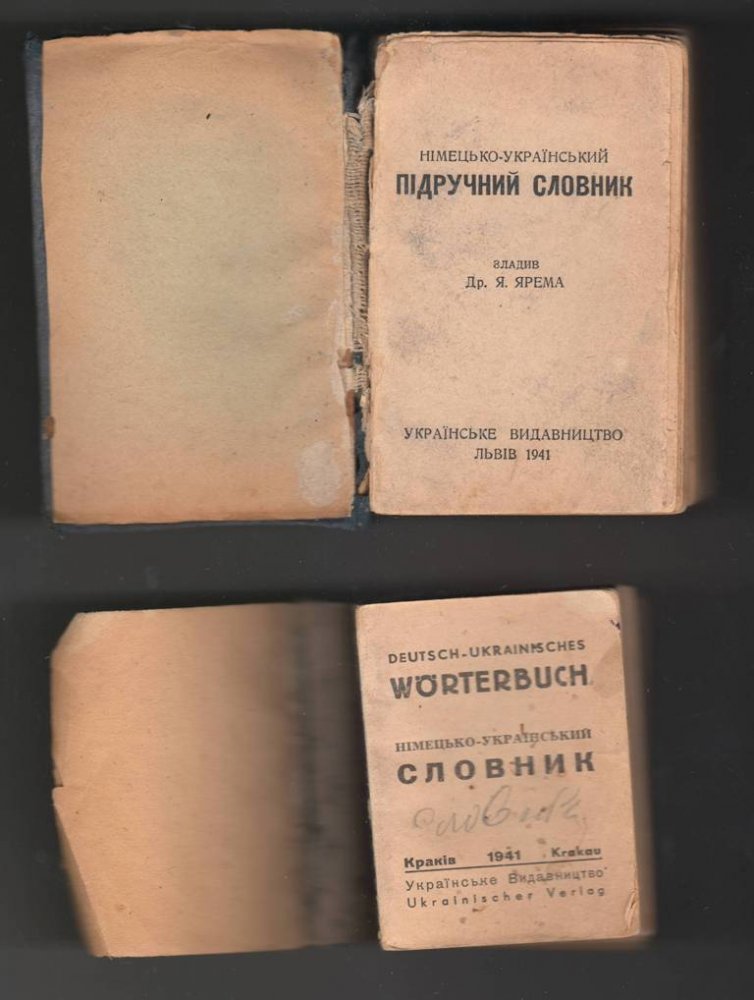 НІМЕЦЬКО-УКРАЇНСЬКИЙ
ПІДРУЧНИЙ СЛОВНИК
ЗЛАДИВ
Др. Я. ЯРЕМА
УКРАЇНСЬКЕ ВИДАВНИЦТВО
ЛЬВІВ 1941
DEUTSCH-UKRAINISCHES
WÖRTERBUCH
НІМЕЦЬКО-УКРАЇНСЬКИЙ
СЛОВНИК
словник
Краків 1941 Krakau
Українське Видавництво
Ukrainischer Verlag